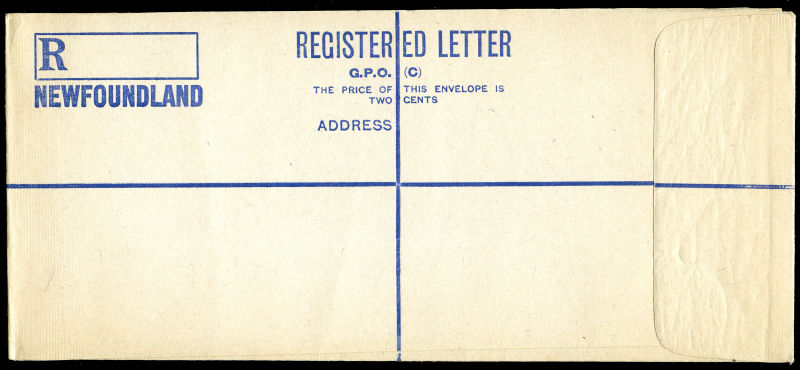 R
NEWFOUNDLAND
REGISTERED LETTER
G.P.O. (C)
THE PRICE OF THIS ENVELOPE IS
TWO CENTS
ADDRESS